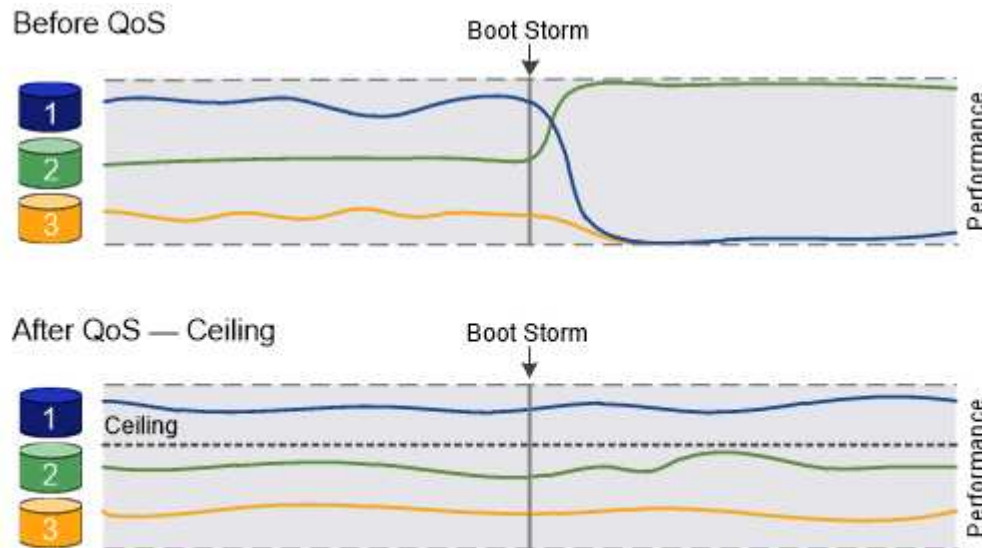 Before QoS
Boot Storm
1
2
3
Performance
After QoS — Ceiling
Boot Storm
1
Ceiling
2
3
Performance